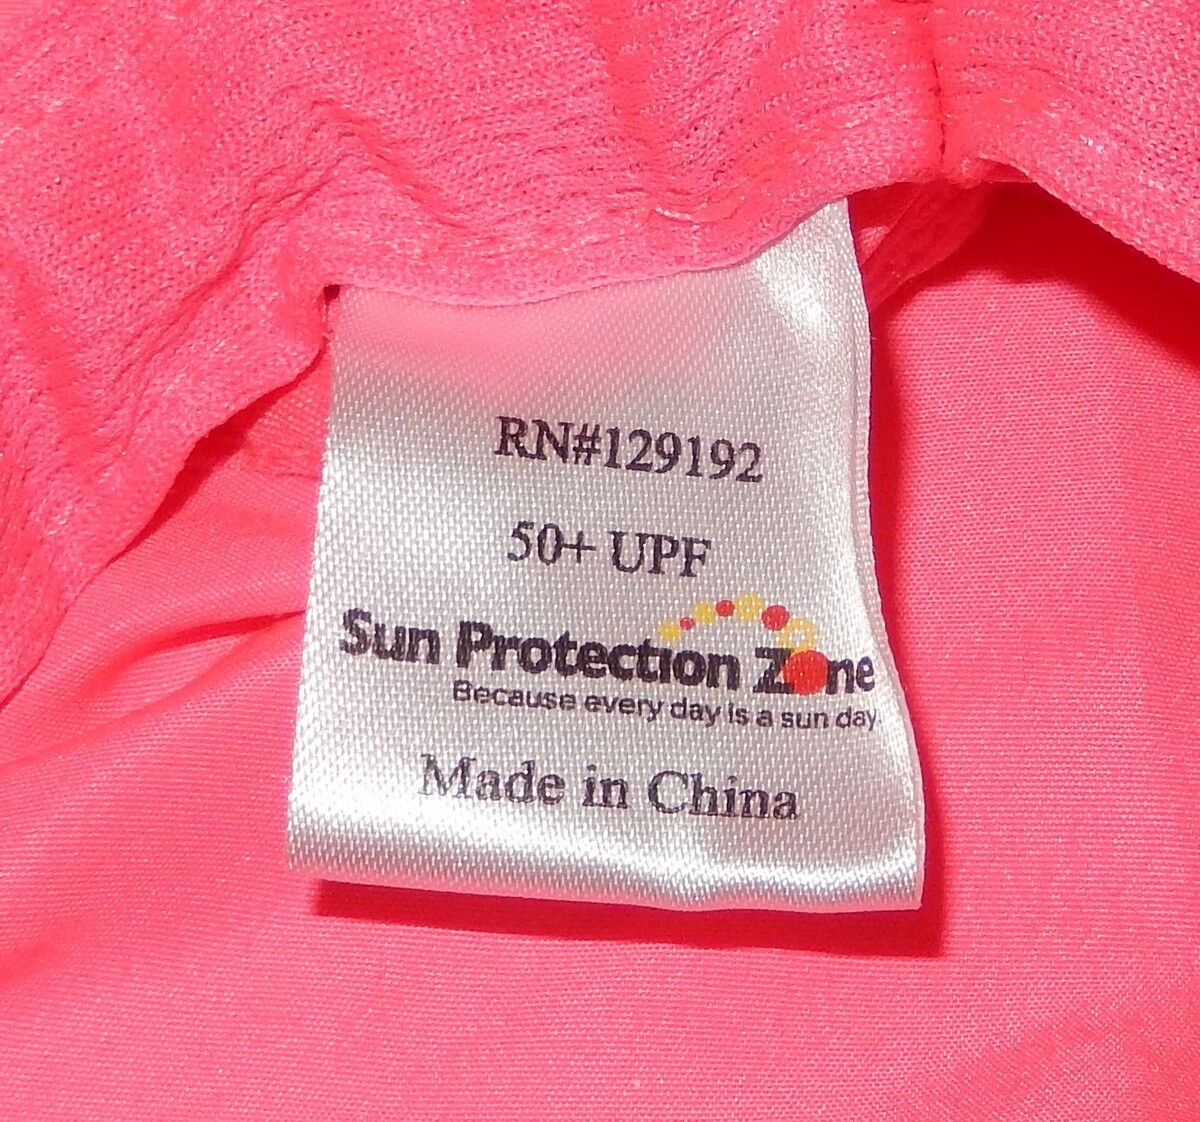 RN#129192
50+ UPF
Sun Protection Zone
Because every day is a sun day
Made in China